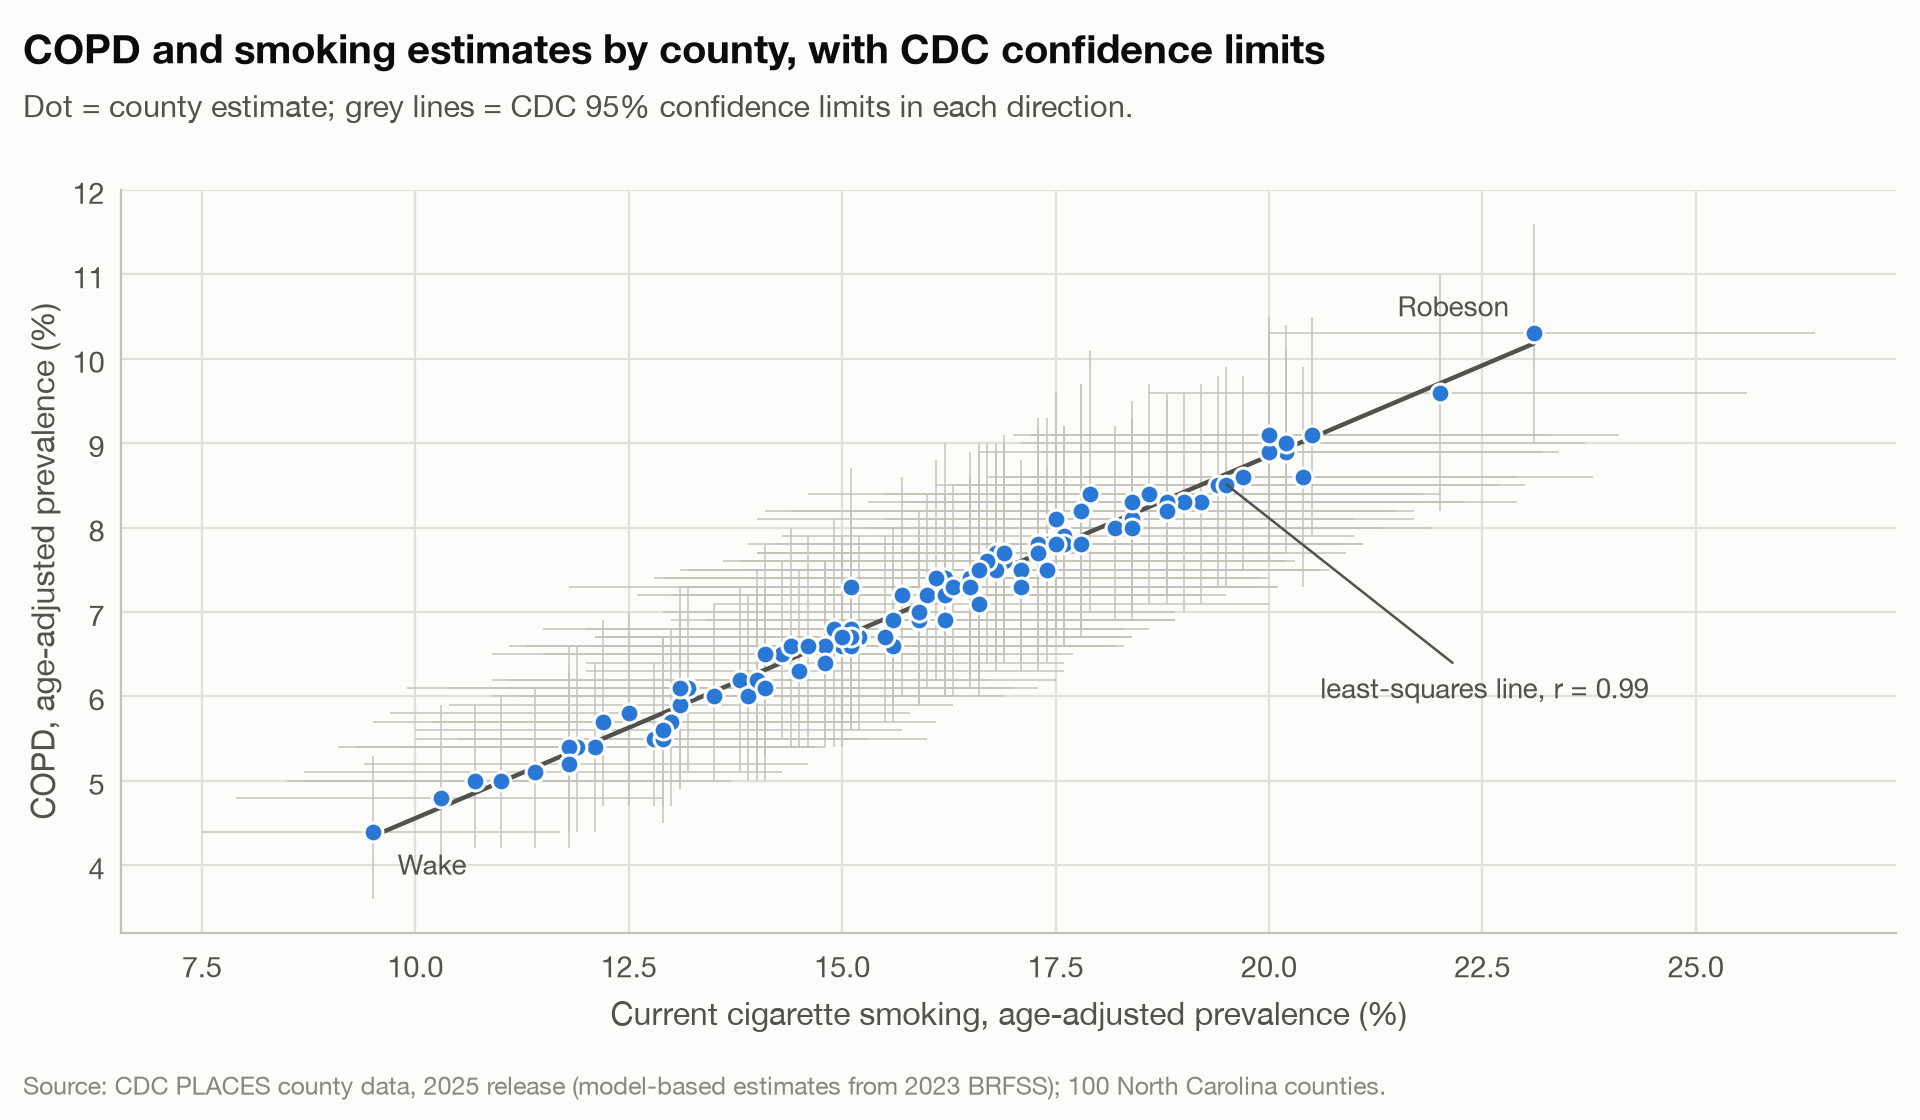 COPD and smoking estimates by county, with CDC confidence limits
Dot = county estimate; grey lines = CDC 95% confidence limits in each direction.
COPD, age-adjusted prevalence (%)
12
11
10
9
8
7
6
5
4
Robeson
least-squares line, r = 0.99
Wake
7.5
10.0
12.5
15.0
17.5
20.0
22.5
25.0
Current cigarette smoking, age-adjusted prevalence (%)
Source: CDC PLACES county data, 2025 release (model-based estimates from 2023 BRFSS); 100 North Carolina counties.